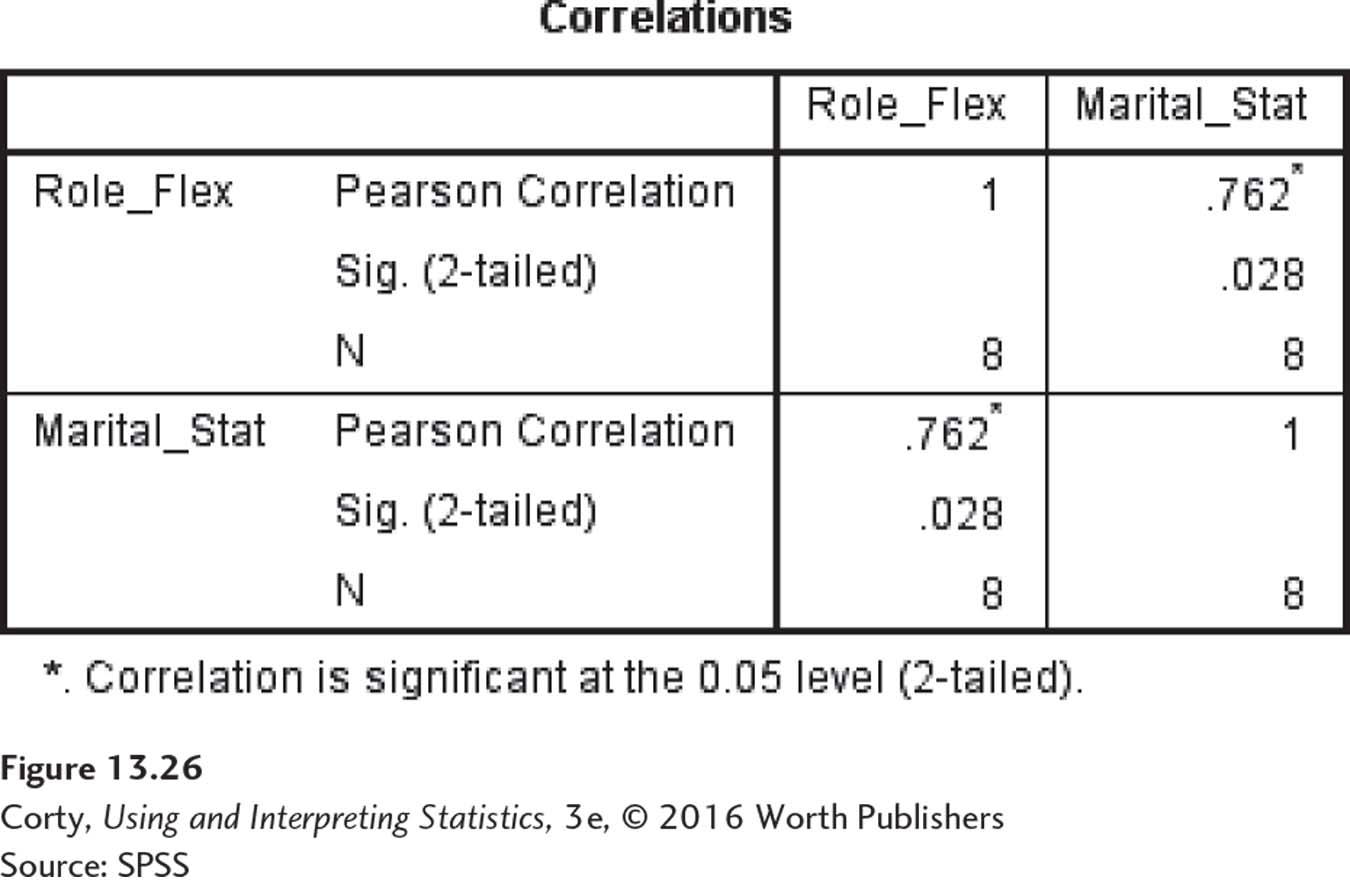 Correlations
Role_Flex Marital_Stat
Role_Flex Pearson Correlation 1 .762*
Sig. (2-tailed) .028
N 8 8
Marital_Stat Pearson Correlation .762* 1
Sig. (2-tailed) .028
N 8 8
*. Correlation is significant at the 0.05 level (2-tailed).
Figure 13.26
Corty, Using and Interpreting Statistics, 3e, © 2016 Worth Publishers
Source: SPSS